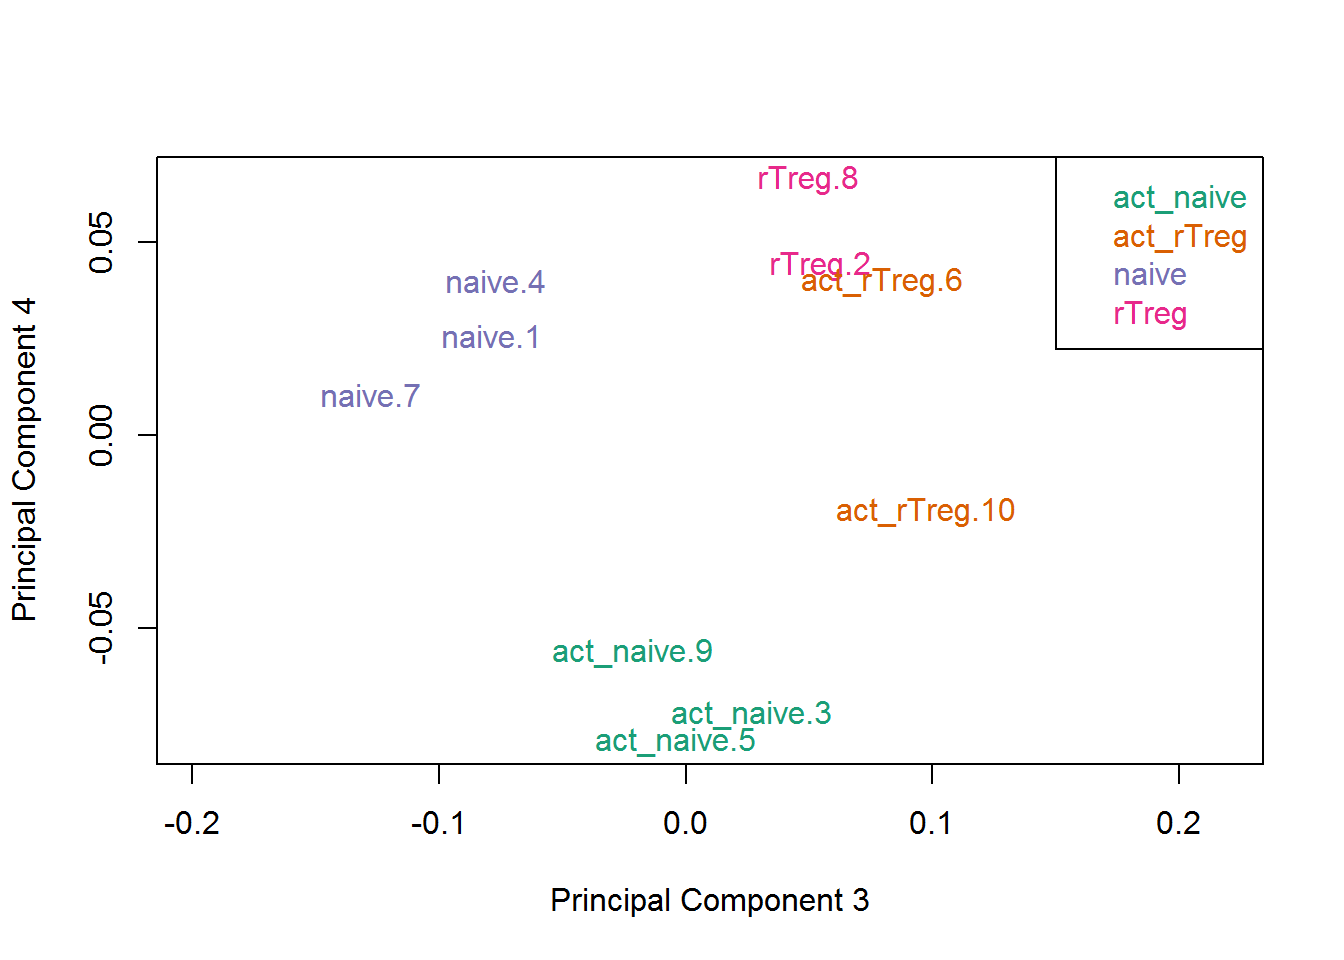 rTreg.8
act_naive
act_rTreg
naive
rTreg
rTreg.2
act_rTreg.6
naive.4
naive.1
naive.7
act_rTreg.10
act_naive.9
act_naive.3
act_naive.5
0.05
0.00
-0.05
Principal Component 4
-0.2 -0.1 0.0 0.1 0.2
Principal Component 3